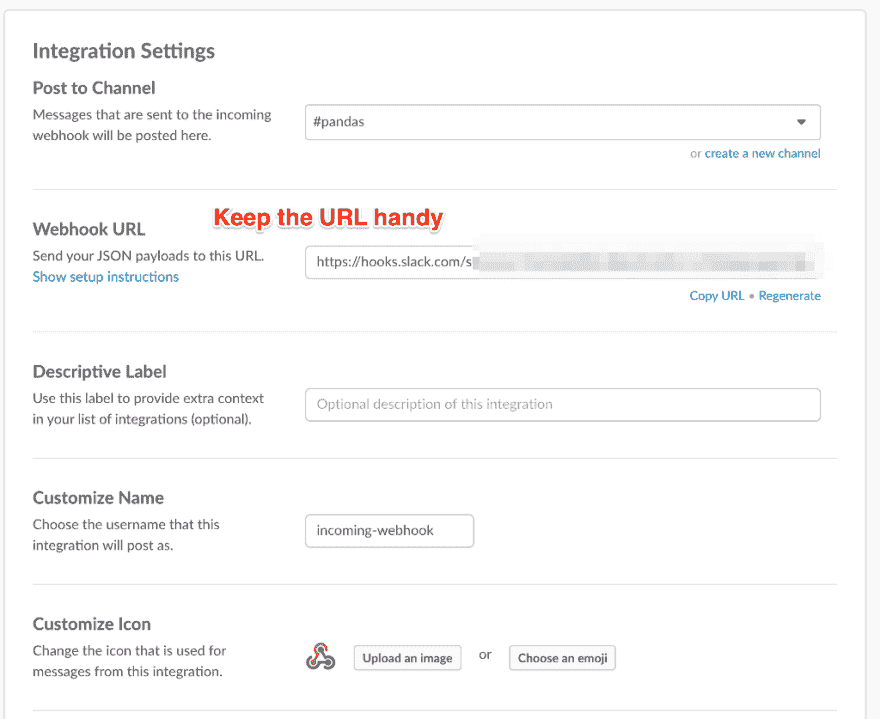 Integration Settings
Post to Channel
Messages that are sent to the incoming
webhook will be posted here.
#pandas
or create a new channel
Keep the URL handy
Webhook URL
Send your JSON payloads to this URL.
Show setup instructions
https://hooks.slack.com/s
Copy URL • Regenerate
Descriptive Label
Use this label to provide extra context
in your list of integrations (optional).
Optional description of this integration
Customize Name
Choose the username that this
integration will post as.
incoming-webhook
Customize Icon
Change the icon that is used for
messages from this integration.
Upload an image or Choose an emoji